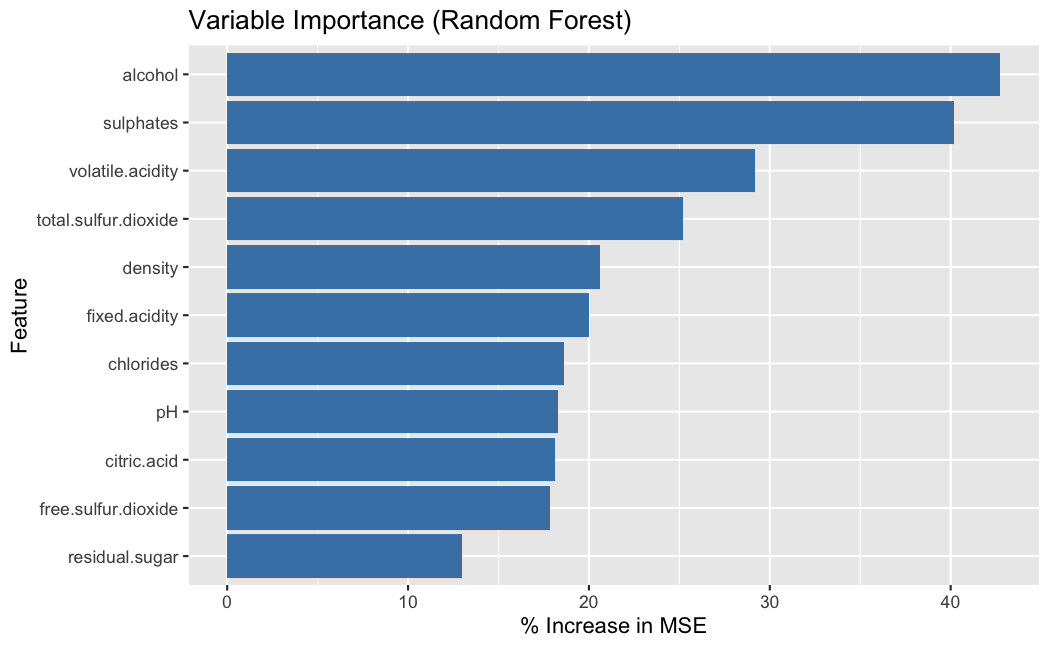 Variable Importance (Random Forest)
Feature
alcohol
sulphates
volatile.acidity
total.sulfur.dioxide
density
fixed.acidity
chlorides
pH
citric.acid
free.sulfur.dioxide
residual.sugar
0 10 20 30 40
% Increase in MSE